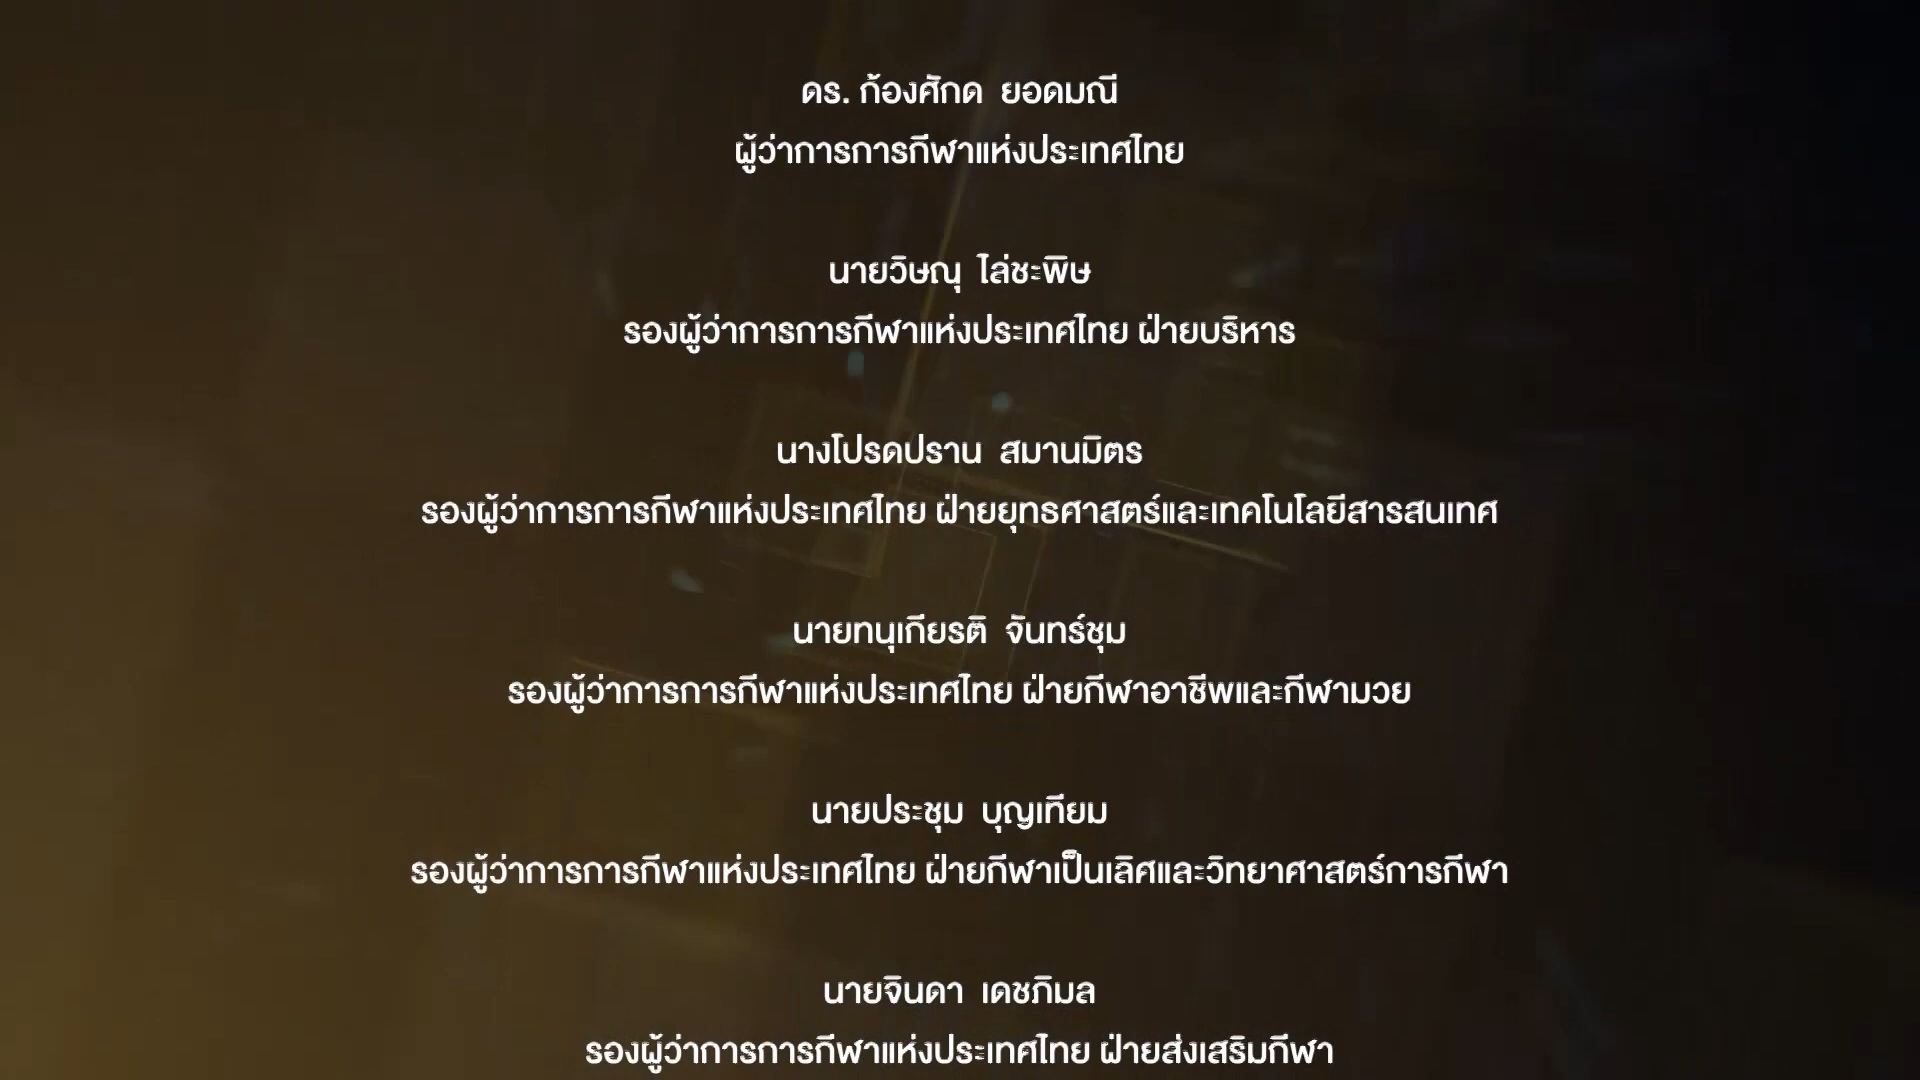 ดร. ก้องศักด  ยอดมณี
ผู้ว่าการการกีฬาแห่งประเทศไทย
นายวิษณุ  ไล่ชะพิษ
รองผู้ว่าการการกีฬาแห่งประเทศไทย ฝ่ายบริหาร
นางโปรดปราน  สมานมิตร
รองผู้ว่าการการกีฬาแห่งประเทศไทย ฝ่ายยุทธศาสตร์และเทคโนโลยีสารสนเทศ
นายทนุเกียรติ  จันทร์ชุม
รองผู้ว่าการการกีฬาแห่งประเทศไทย ฝ่ายกีฬาอาชีพและกีฬามวย
นายประชุม  บุญเทียม
รองผู้ว่าการการกีฬาแห่งประเทศไทย ฝ่ายกีฬาเป็นเลิศและวิทยาศาสตร์การกีฬา
นายจินดา  เดชภิมล
รองผู้ว่าการการกีฬาแห่งประเทศไทย ฝ่ายส่งเสริมกีฬา